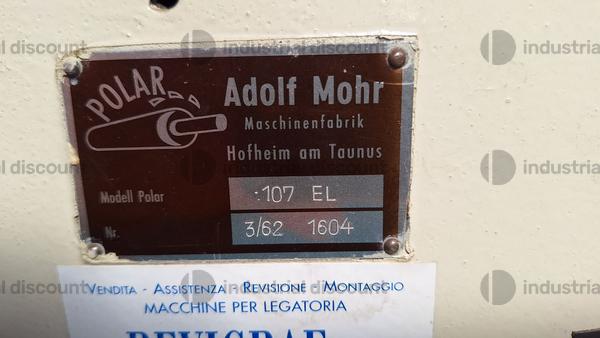 POLAR
Adolf Mohr
Maschinenfabrik
Hofheim am Taunus
Modell Polar 107 EL
Nr. 3/62 1604
VENDITA - ASSISTENZA - REVISIONE - MONTAGGIO
MACCHINE PER LEGATORIA
industrial discount